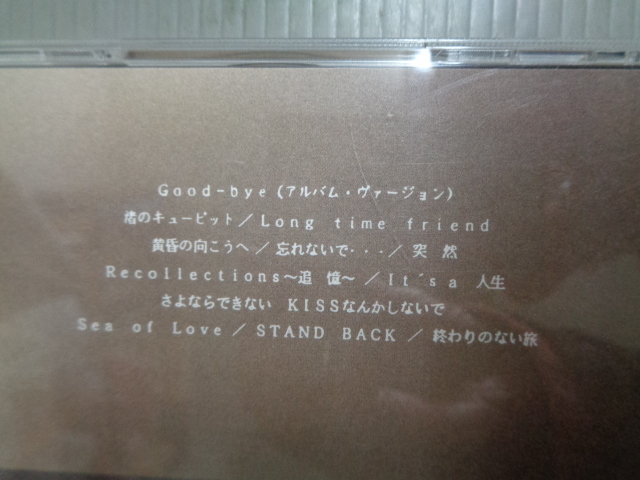 Good-bye (アルバム・ヴァージョン)
渚のキューピット／Long time friend
黄昏の向こうへ／忘れないで・・・／突然
Recollections〜追憶〜／It's a 人生
さよならできない KISSなんかしないで
Sea of Love／STAND BACK／終わりのない旅